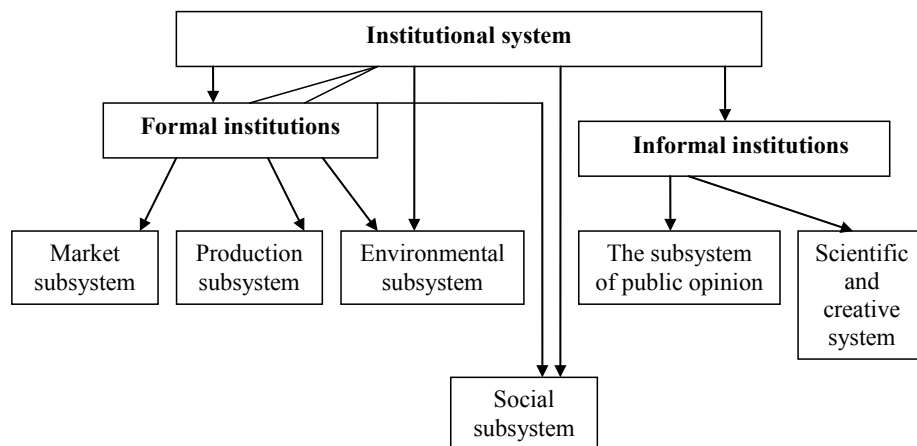 Institutional system
Formal institutions
Informal institutions
Market
subsystem
Production
subsystem
Environmental
subsystem
The subsystem
of public opinion
Scientific
and
creative
system
Social
subsystem